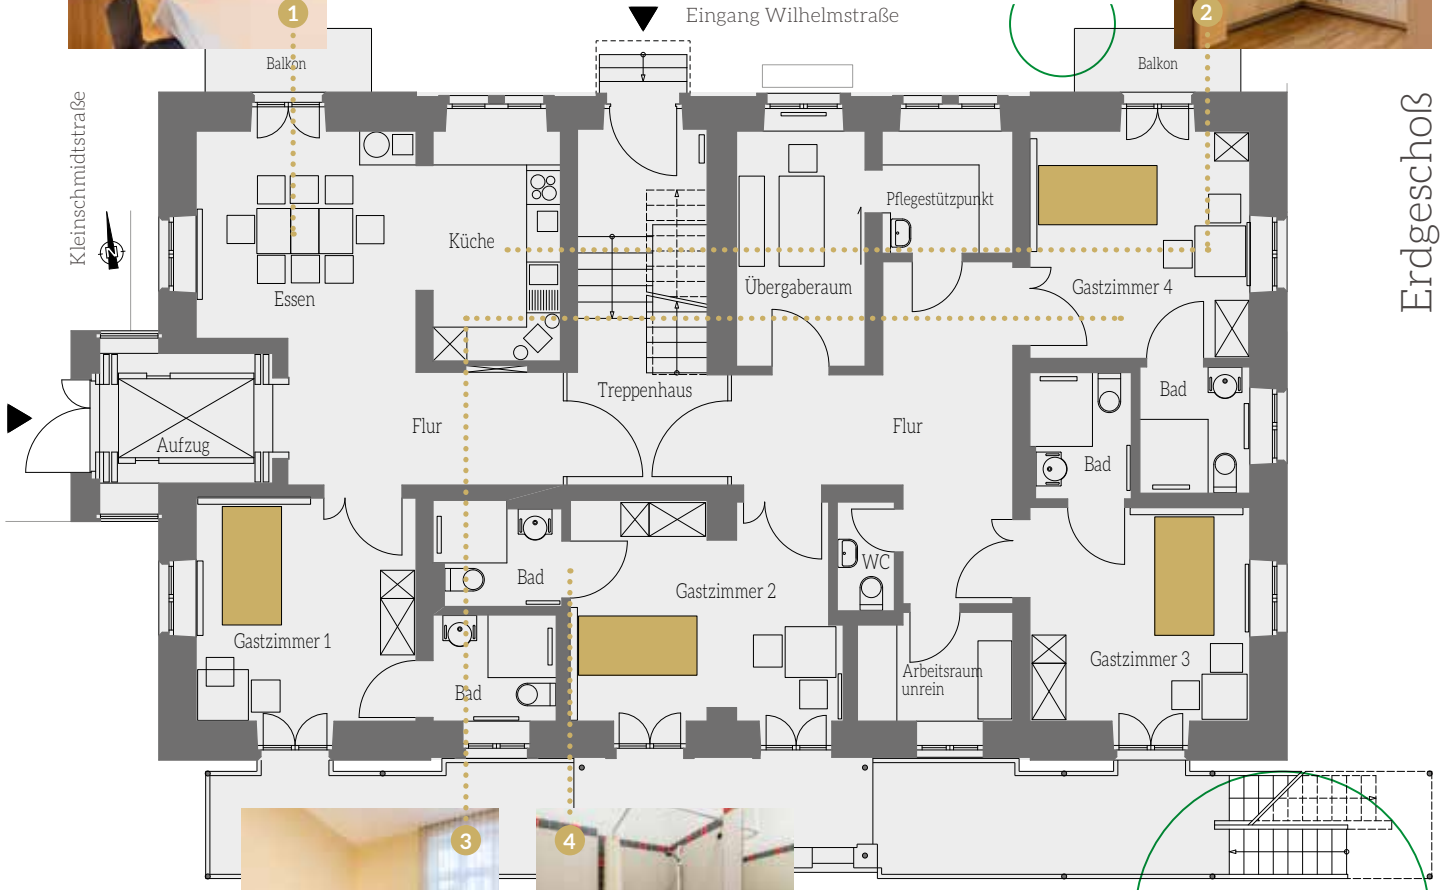 1
Eingang Wilhelmstraße
2
Balkon
Balkon
Kleinschmidtstraße
Erdgeschoß
Pflegestützpunkt
Küche
Essen
Übergaberaum
Gastzimmer 4
Treppenhaus
Bad
Flur
Flur
Aufzug
Bad
WC
Bad
Gastzimmer 2
Gastzimmer 1
Gastzimmer 3
Arbeitsraum
unrein
Bad
3
4